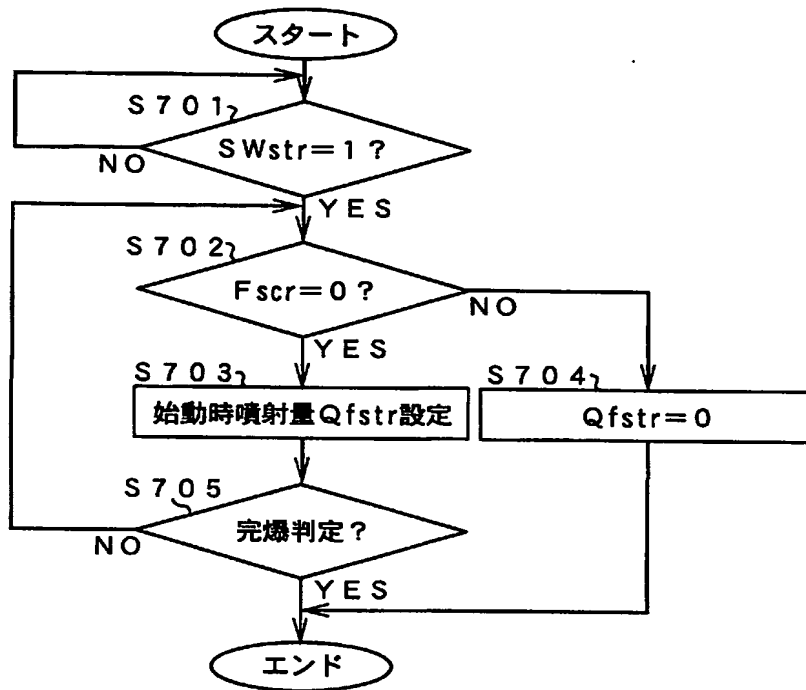 スタート
S701
SWstr=1?
NO
YES
S702
Fscr=0?
NO
YES
S703
S704
始動時噴射量Qfstr設定
Qfstr=0
S705
完爆判定?
NO
YES
エンド